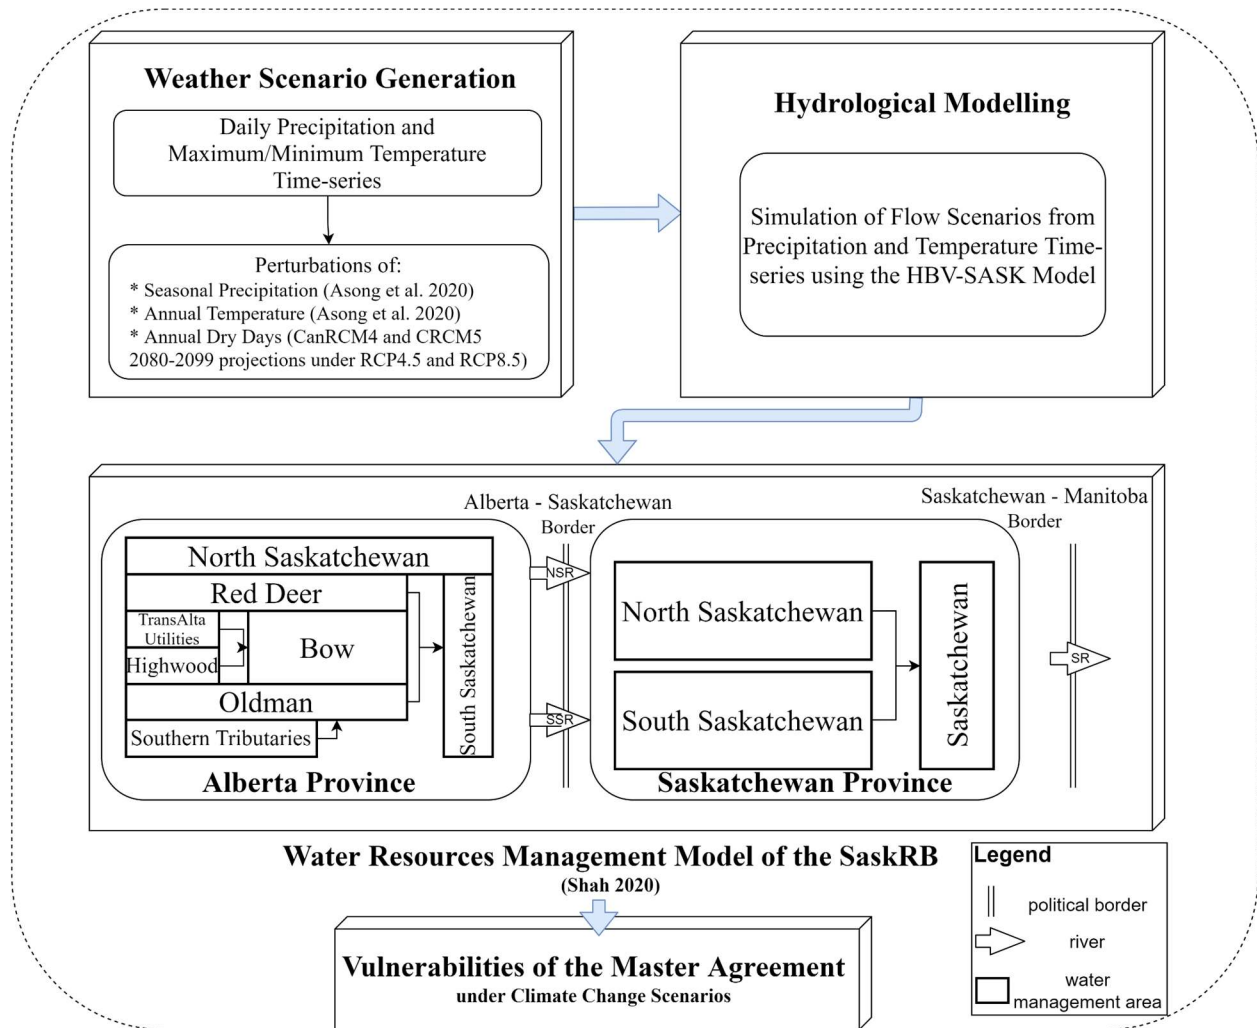 Weather Scenario Generation
Daily Precipitation and
Maximum/Minimum Temperature
Time-series
Perturbations of:
* Seasonal Precipitation (Asong et al. 2020)
* Annual Temperature (Asong et al. 2020)
* Annual Dry Days (CanRCM4 and CRCM5
2080-2099 projections under RCP4.5 and RCP8.5)
Hydrological Modelling
Simulation of Flow Scenarios from
Precipitation and Temperature Time-
series using the HBV-SASK Model
Alberta - Saskatchewan
Border
Saskatchewan - Manitoba
Border
North Saskatchewan
Red Deer
TransAlta
Utilities
Highwood
Bow
Oldman
Southern Tributaries
South Saskatchewan
Alberta Province
NSR
SSR
North Saskatchewan
South Saskatchewan
Saskatchewan
Saskatchewan Province
SR
Water Resources Management Model of the SaskRB
(Shah 2020)
Vulnerabilities of the Master Agreement
under Climate Change Scenarios
Legend
political border
river
water
management area